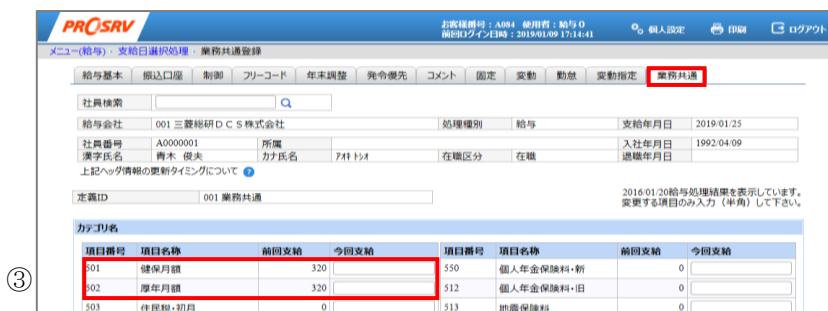 PROSRV
お客様番号：A084 使用者：給与０
前回ログイン日時：2019/01/09 17:14:41
個人設定 印刷 ログアウト
メニュー(給与)・支給日選択処理・業務共通登録
給与基本 振込口座 制御 フリーコード 年末調整 発令優先 コメント 固定 変動 勤怠 変動指定 業務共通
社員検索
給与会社 001 三菱総研ＤＣＳ株式会社 処理種別 給与 支給年月日 2019/01/25
社員番号 A0000001 所属 入社年月日 1992/04/09
漢字氏名 青木 俊夫 カナ氏名 ｱｵｷ ﾄｼｵ 在職区分 在職 退職年月日
上記ヘッダ情報の更新タイミングについて ?
定義ID 001 業務共通
2016/01/20給与処理結果を表示しています。
変更する項目のみ入力（半角）して下さい。
カテゴリ名
項目番号 項目名称 前回支給 今回支給 項目番号 項目名称 前回支給 今回支給
501 健保月額 320 550 個人年金保険料・新 0
③
502 厚年月額 320 512 個人年金保険料・旧 0
503 住民税・初月 0 513 地震保険料 0